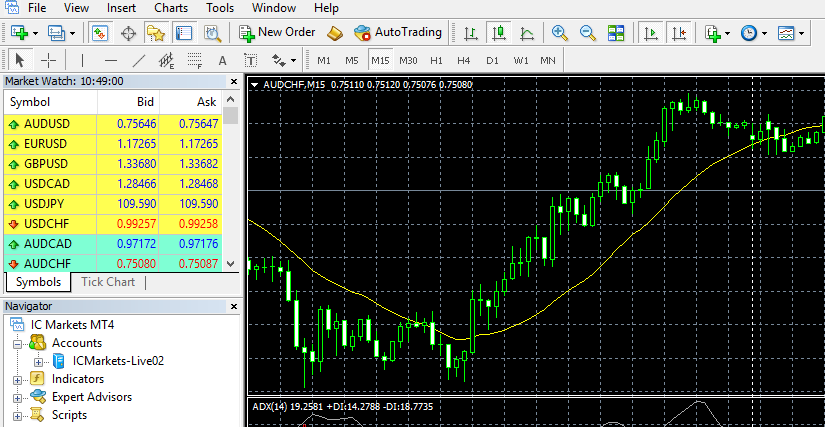 File View Insert Charts Tools Window Help
New Order AutoTrading
A T M1 M5 M15 M30 H1 H4 D1 W1 MN
Market Watch: 10:49:00
Symbol Bid Ask
AUDUSD 0.75646 0.75647
EURUSD 1.17265 1.17265
GBPUSD 1.33680 1.33682
USDCAD 1.28466 1.28468
USDJPY 109.590 109.590
USDCHF 0.99257 0.99258
AUDCAD 0.97172 0.97176
AUDCHF 0.75080 0.75087
Symbols Tick Chart
Navigator
IC Markets MT4
Accounts
ICMarkets-Live02
Indicators
Expert Advisors
Scripts
AUDCHF,M15 0.75110 0.75120 0.75076 0.75080
ADX(14) 19.2581 +DI:14.2788 -DI:18.7735